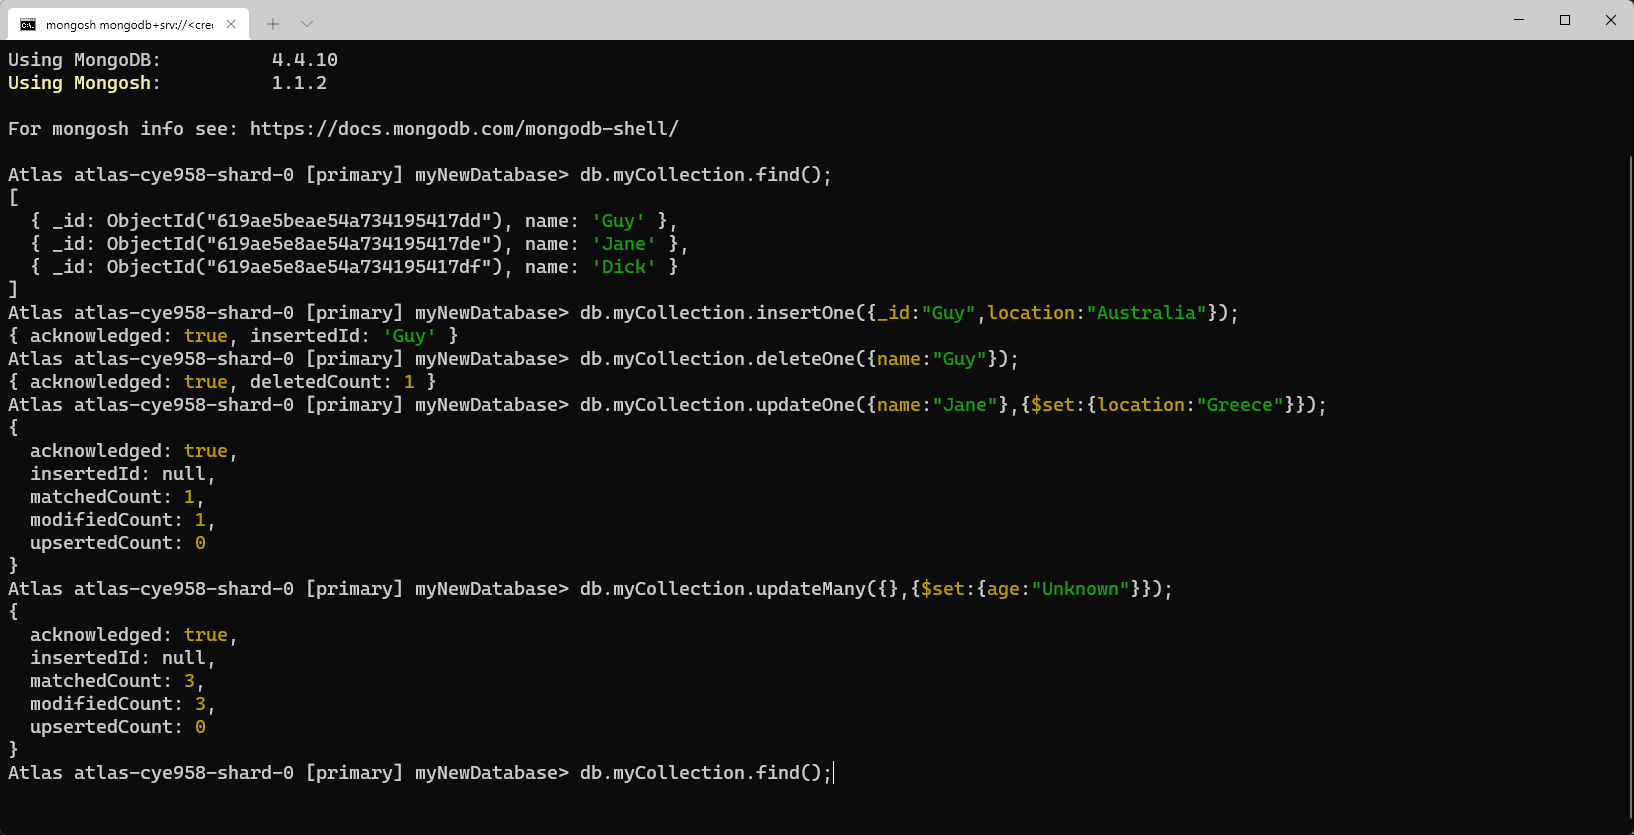 mongosh mongodb+srv://<cre
Using MongoDB:          4.4.10
Using Mongosh:          1.1.2
For mongosh info see: https://docs.mongodb.com/mongodb-shell/
Atlas atlas-cye958-shard-0 [primary] myNewDatabase> db.myCollection.find();
[
  { _id: ObjectId("619ae5beae54a734195417dd"), name: 'Guy' },
  { _id: ObjectId("619ae5e8ae54a734195417de"), name: 'Jane' },
  { _id: ObjectId("619ae5e8ae54a734195417df"), name: 'Dick' }
]
Atlas atlas-cye958-shard-0 [primary] myNewDatabase> db.myCollection.insertOne({_id:"Guy",location:"Australia"});
{ acknowledged: true, insertedId: 'Guy' }
Atlas atlas-cye958-shard-0 [primary] myNewDatabase> db.myCollection.deleteOne({name:"Guy"});
{ acknowledged: true, deletedCount: 1 }
Atlas atlas-cye958-shard-0 [primary] myNewDatabase> db.myCollection.updateOne({name:"Jane"},{$set:{location:"Greece"}});
{
  acknowledged: true,
  insertedId: null,
  matchedCount: 1,
  modifiedCount: 1,
  upsertedCount: 0
}
Atlas atlas-cye958-shard-0 [primary] myNewDatabase> db.myCollection.updateMany({},{$set:{age:"Unknown"}});
{
  acknowledged: true,
  insertedId: null,
  matchedCount: 3,
  modifiedCount: 3,
  upsertedCount: 0
}
Atlas atlas-cye958-shard-0 [primary] myNewDatabase> db.myCollection.find();